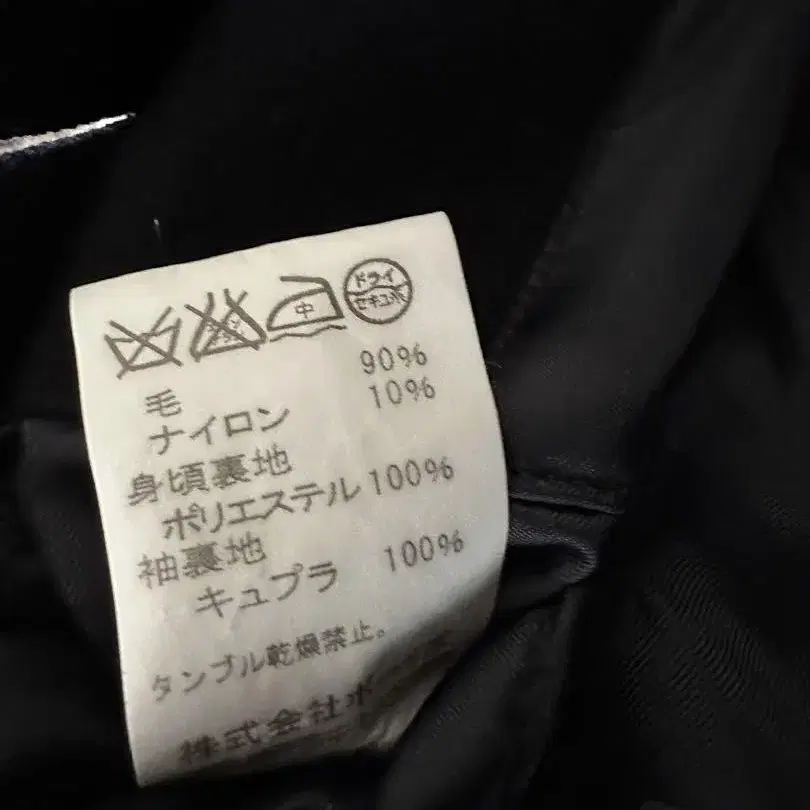 中 ドライ
セキユ系
毛 90%
ナイロン 10%
身頃裏地
ポリエステル 100%
袖裏地
キュプラ 100%
タンブル乾燥禁止。
株式会社